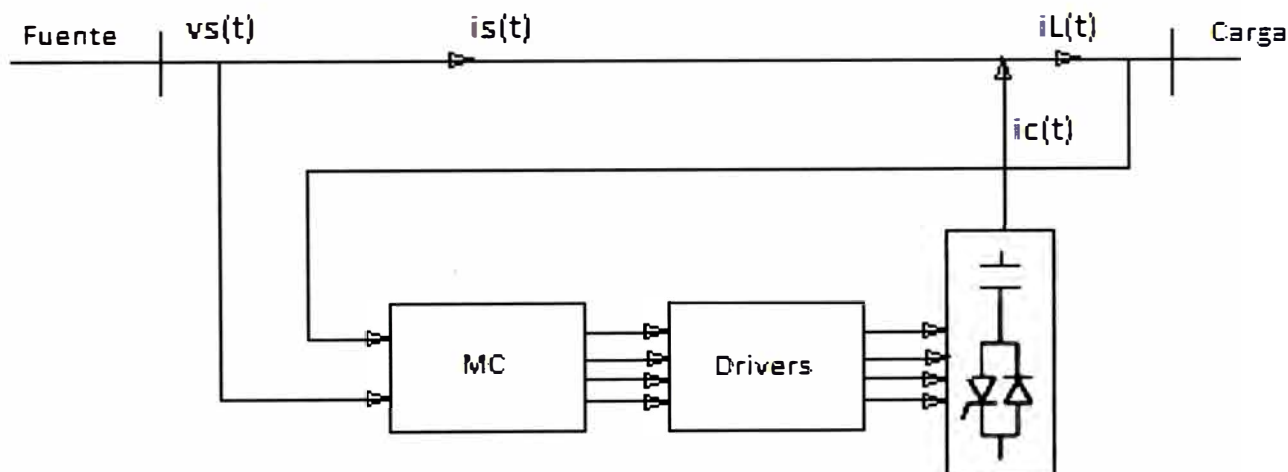 Fuente
vs(t)
is(t)
iL(t)
Carga
ic(t)
MC
Drivers